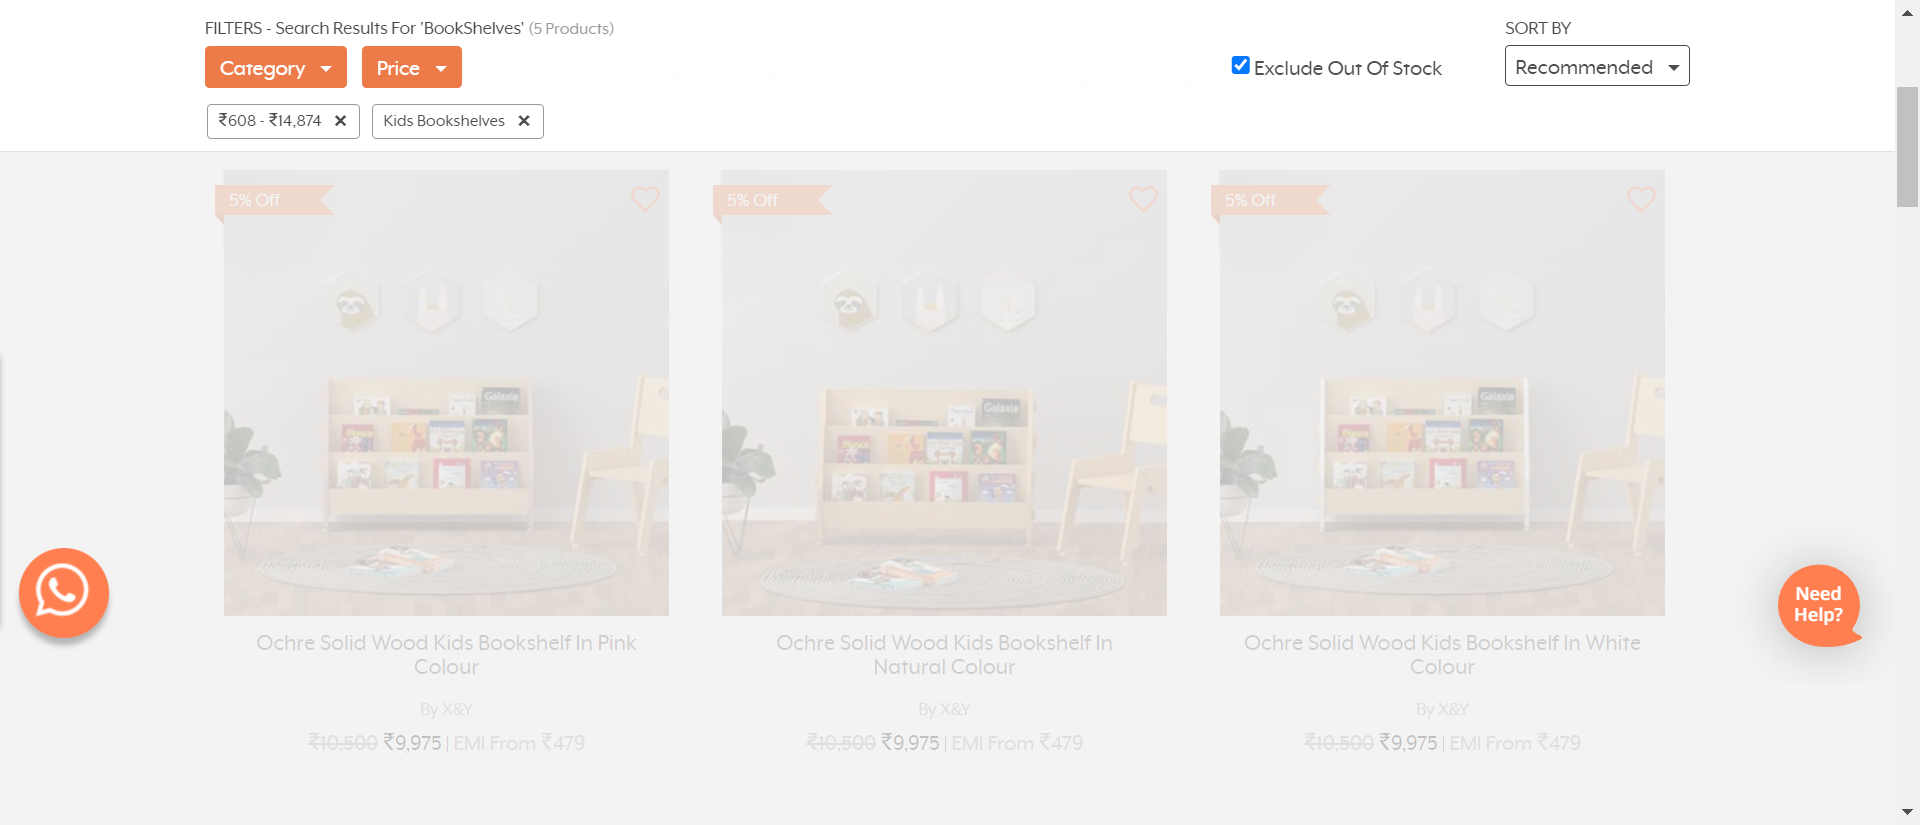 FILTERS - Search Results For 'BookShelves' (5 Products)
SORT BY
Category
Price
Exclude Out Of Stock
Recommended
₹608 - ₹14,874
Kids Bookshelves
5% Off
5% Off
5% Off
Galaxia
Galaxia
Galaxia
Need
Help?
Ochre Solid Wood Kids Bookshelf In Pink
Colour
By X&Y
₹10,500 ₹9,975 | EMI From ₹479
Ochre Solid Wood Kids Bookshelf In
Natural Colour
By X&Y
₹10,500 ₹9,975 | EMI From ₹479
Ochre Solid Wood Kids Bookshelf In White
Colour
By X&Y
₹10,500 ₹9,975 | EMI From ₹479